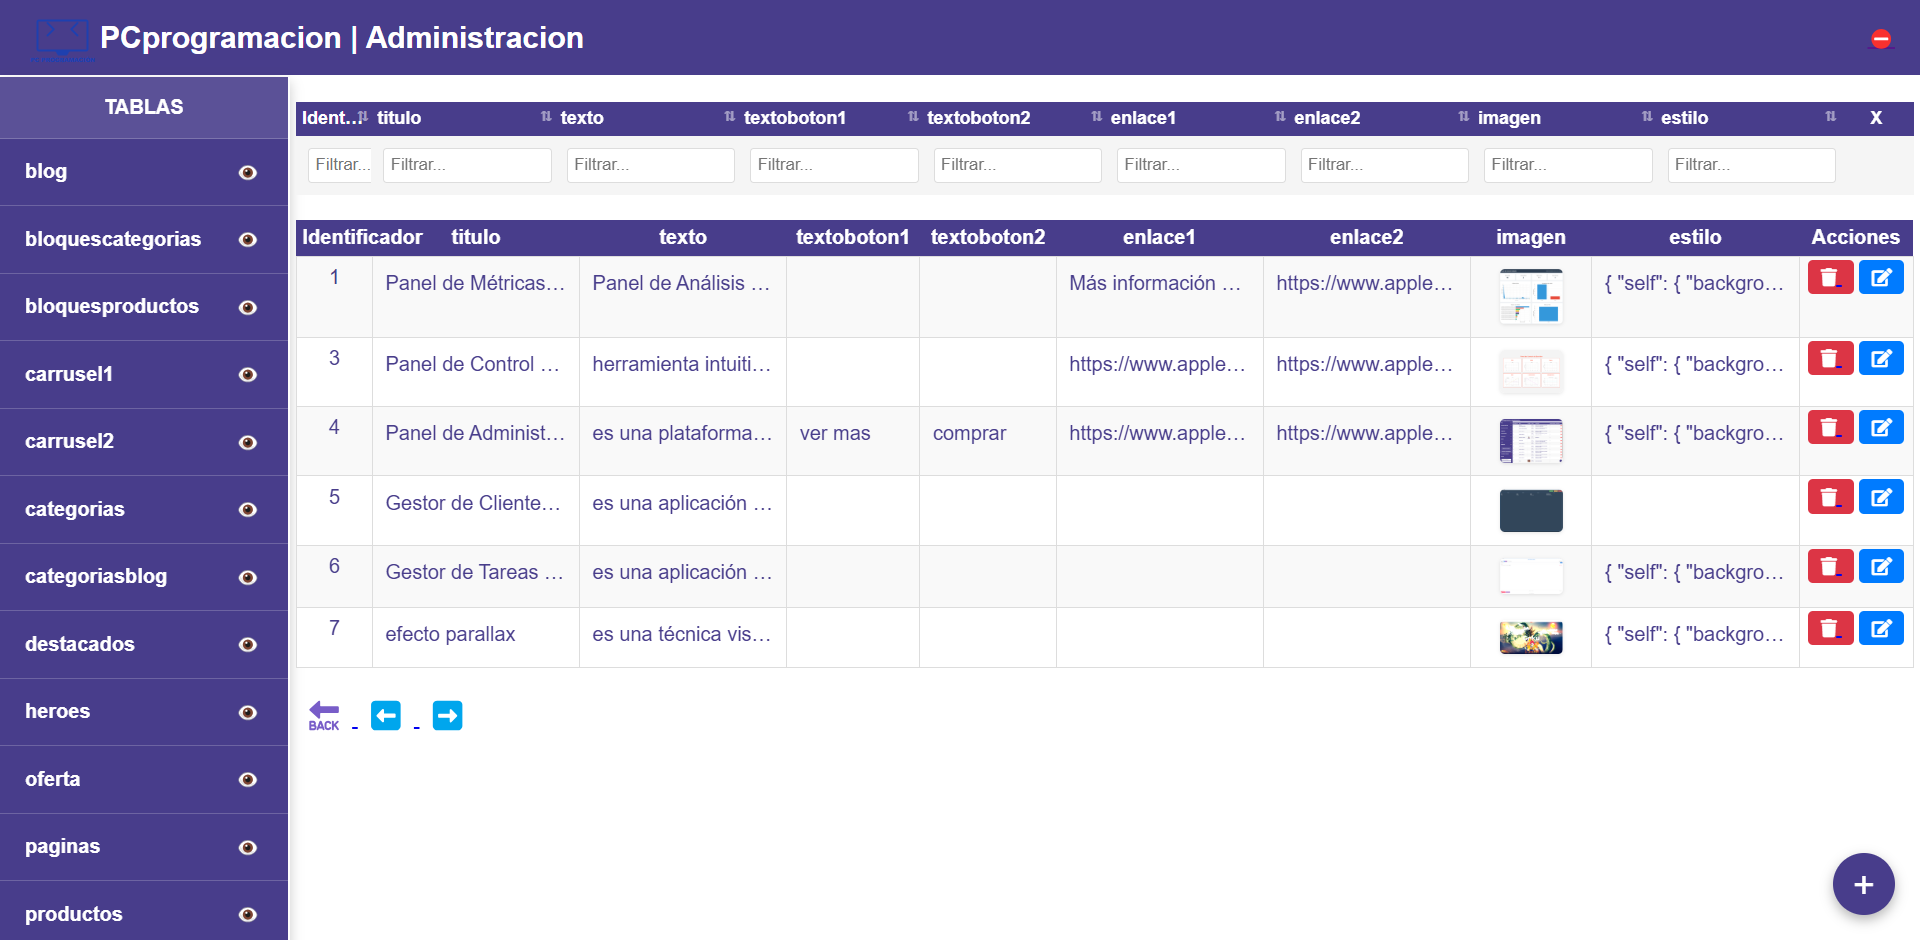 PCprogramacion | Administracion
TABLAS
blog
bloquescategorias
bloquesproductos
carrusel1
carrusel2
categorias
categoriasblog
destacados
heroes
oferta
paginas
productos
Ident... titulo texto textoboton1 textoboton2 enlace1 enlace2 imagen estilo X
Filtrar... Filtrar... Filtrar... Filtrar... Filtrar... Filtrar... Filtrar... Filtrar... Filtrar...
Identificador titulo texto textoboton1 textoboton2 enlace1 enlace2 imagen estilo Acciones
1 Panel de Métricas... Panel de Análisis ... Más información ... https://www.apple... { "self": { "backgro...
3 Panel de Control ... herramienta intuiti... https://www.apple... https://www.apple... { "self": { "backgro...
4 Panel de Administ... es una plataforma... ver mas comprar https://www.apple... https://www.apple... { "self": { "backgro...
5 Gestor de Cliente... es una aplicación ...
6 Gestor de Tareas ... es una aplicación ... { "self": { "backgro...
7 efecto parallax es una técnica vis... { "self": { "backgro...
BACK
+